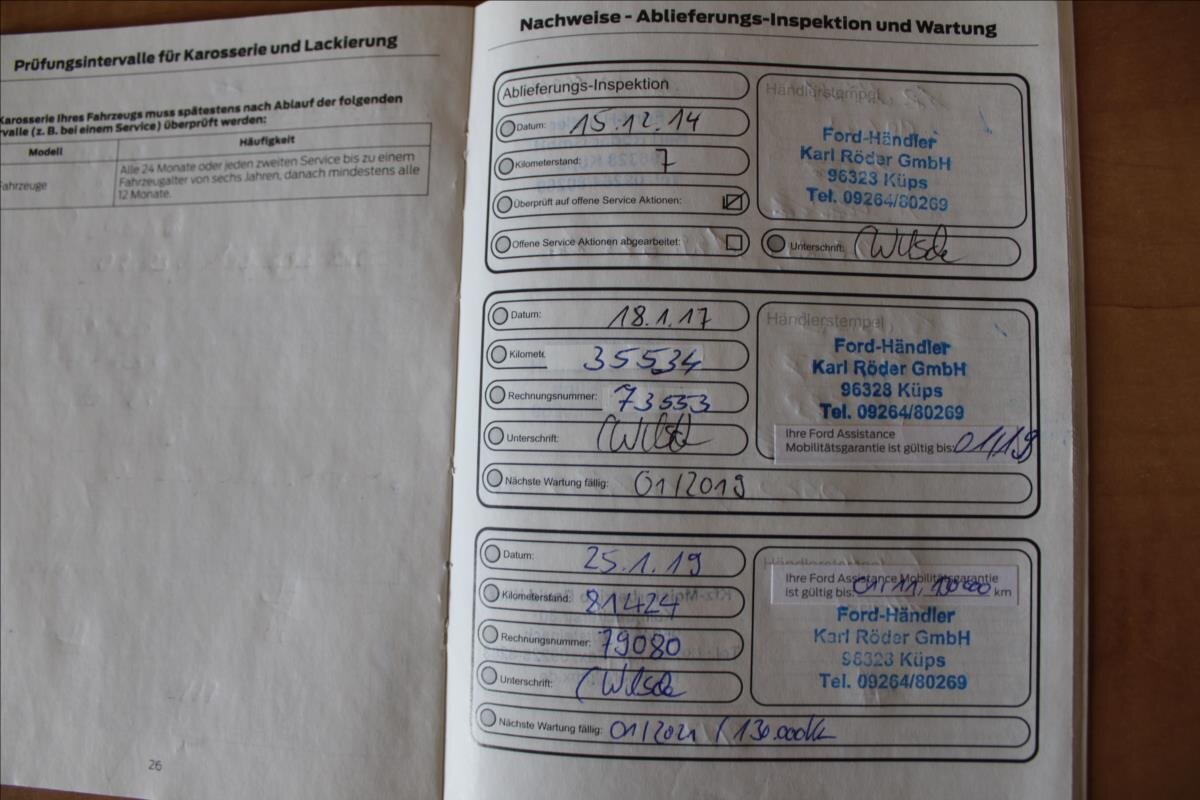 Prüfungsintervalle für Karosserie und Lackierung
Karosserie Ihres Fahrzeugs muss spätestens nach Ablauf der folgenden
rvalle (z. B. bei einem Service) überprüft werden:
Modell
Häufigkeit
ahrzeuge
Alle 24 Monate oder jeden zweiten Service bis zu einem
Fahrzeugalter von sechs Jahren, danach mindestens alle
12 Monate.
26
Nachweise - Ablieferungs-Inspektion und Wartung
Ablieferungs-Inspektion
Datum: 15.12.14
Kilometerstand: 7
Überprüft auf offene Service Aktionen:
Offene Service Aktionen abgearbeitet:
Händlerstempel
Ford-Händler
Karl Röder GmbH
96323 Küps
Tel. 09264/80269
Unterschrift:
Datum: 18.1.17
Kilomete 35534
Rechnungsnummer: 73553
Unterschrift:
Nächste Wartung fällig: 01/2019
Händlerstempel
Ford-Händler
Karl Röder GmbH
96328 Küps
Tel. 09264/80269
Ihre Ford Assistance
Mobilitätsgarantie ist gültig bis: 01/19
Datum: 25.1.19
Kilometerstand: 81424
Rechnungsnummer: 79080
Unterschrift:
Nächste Wartung fällig: 01/2021 / 130.000
Ihre Ford Assistance Mobilitätsgarantie
ist gültig bis: km
Ford-Händler
Karl Röder GmbH
96328 Küps
Tel. 09264/80269